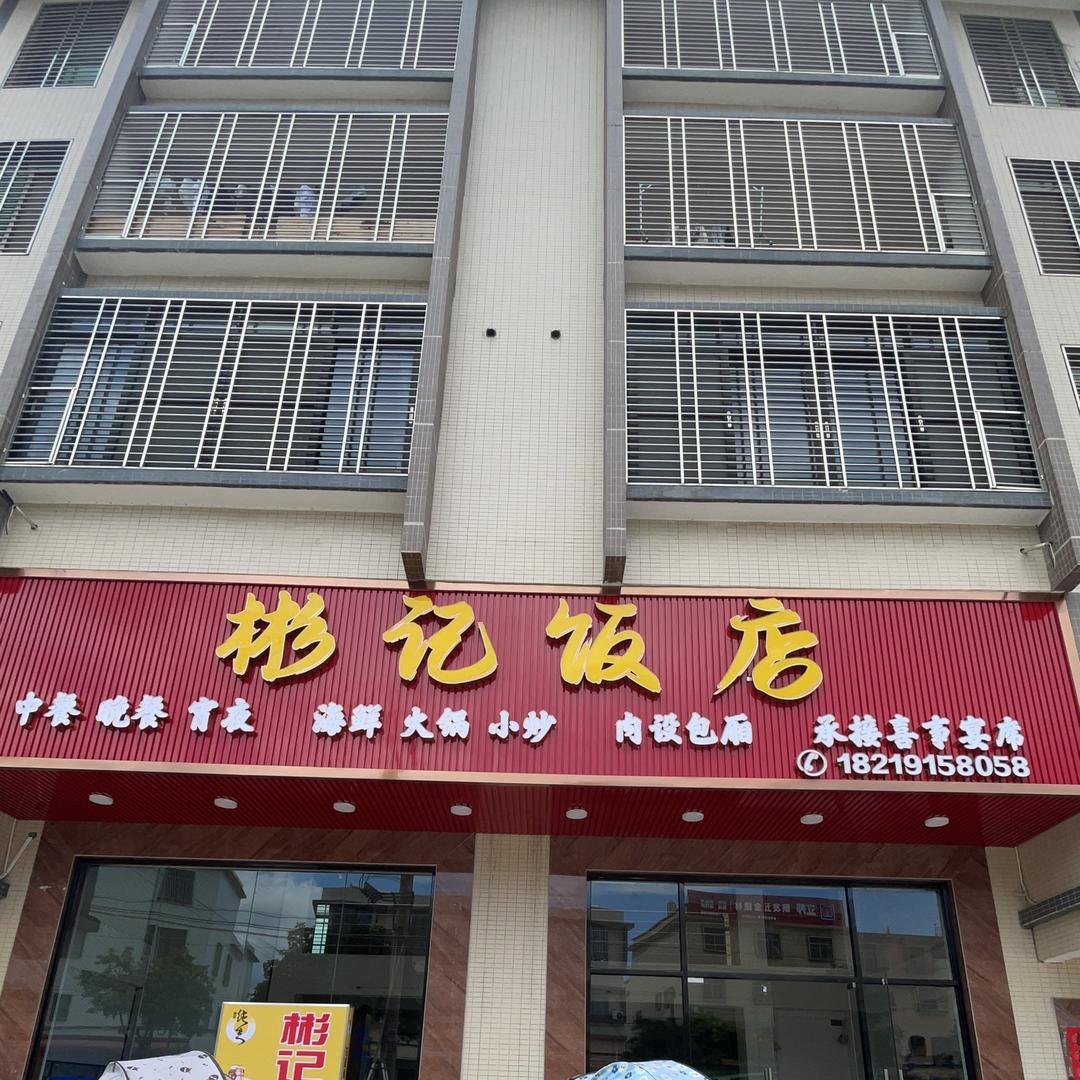 彬记饭店
中餐 晚餐 宵夜 海鲜 火锅 小炒 内设包厢 承接喜事宴席
18219158058
彬记